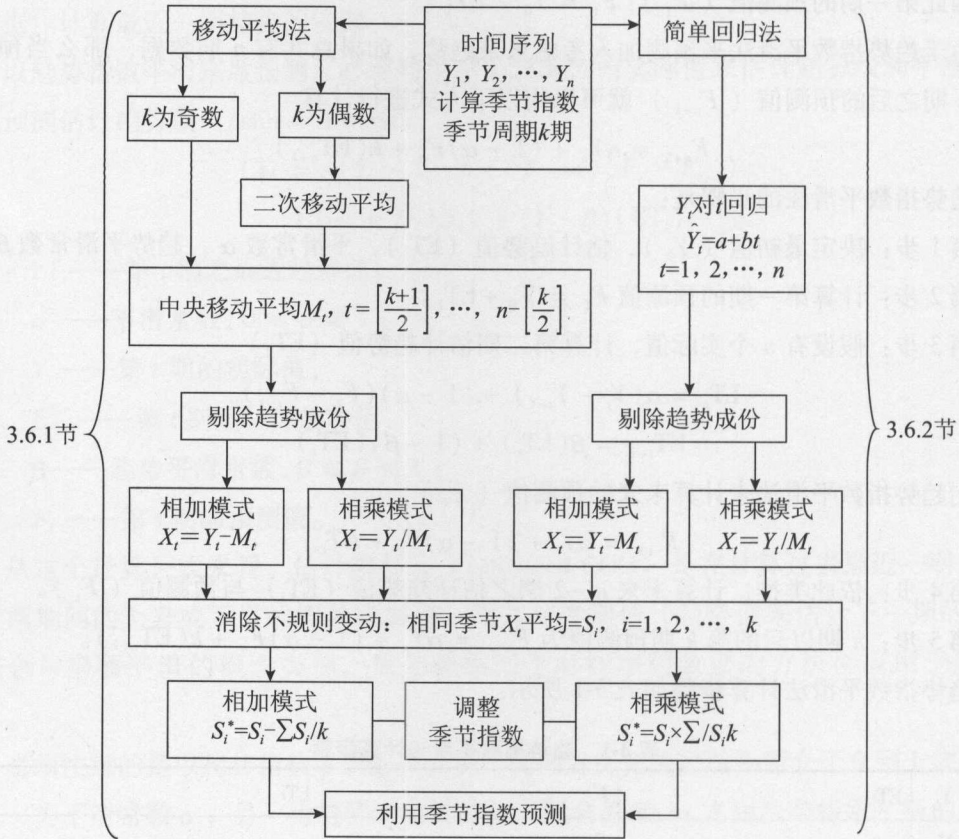 移动平均法
时间序列
Y₁, Y₂, …, Yₙ
计算季节指数
季节周期k期
简单回归法
k为奇数
k为偶数
二次移动平均
Yₜ对t回归
Ŷₜ=a+bt
t=1, 2, …, n
中央移动平均Mₜ, t=[k+1/2], …, n-[k/2]
剔除趋势成份
剔除趋势成份
3.6.1节
3.6.2节
相加模式
Xₜ=Yₜ-Mₜ
相乘模式
Xₜ=Yₜ/Mₜ
相加模式
Xₜ=Yₜ-Mₜ
相乘模式
Xₜ=Yₜ/Mₜ
消除不规则变动：相同季节Xₜ平均=Sᵢ, i=1, 2, …, k
相加模式
Sᵢ*=Sᵢ-∑Sᵢ/k
调整
季节指数
相乘模式
Sᵢ*=Sᵢ×∑/Sᵢk
利用季节指数预测